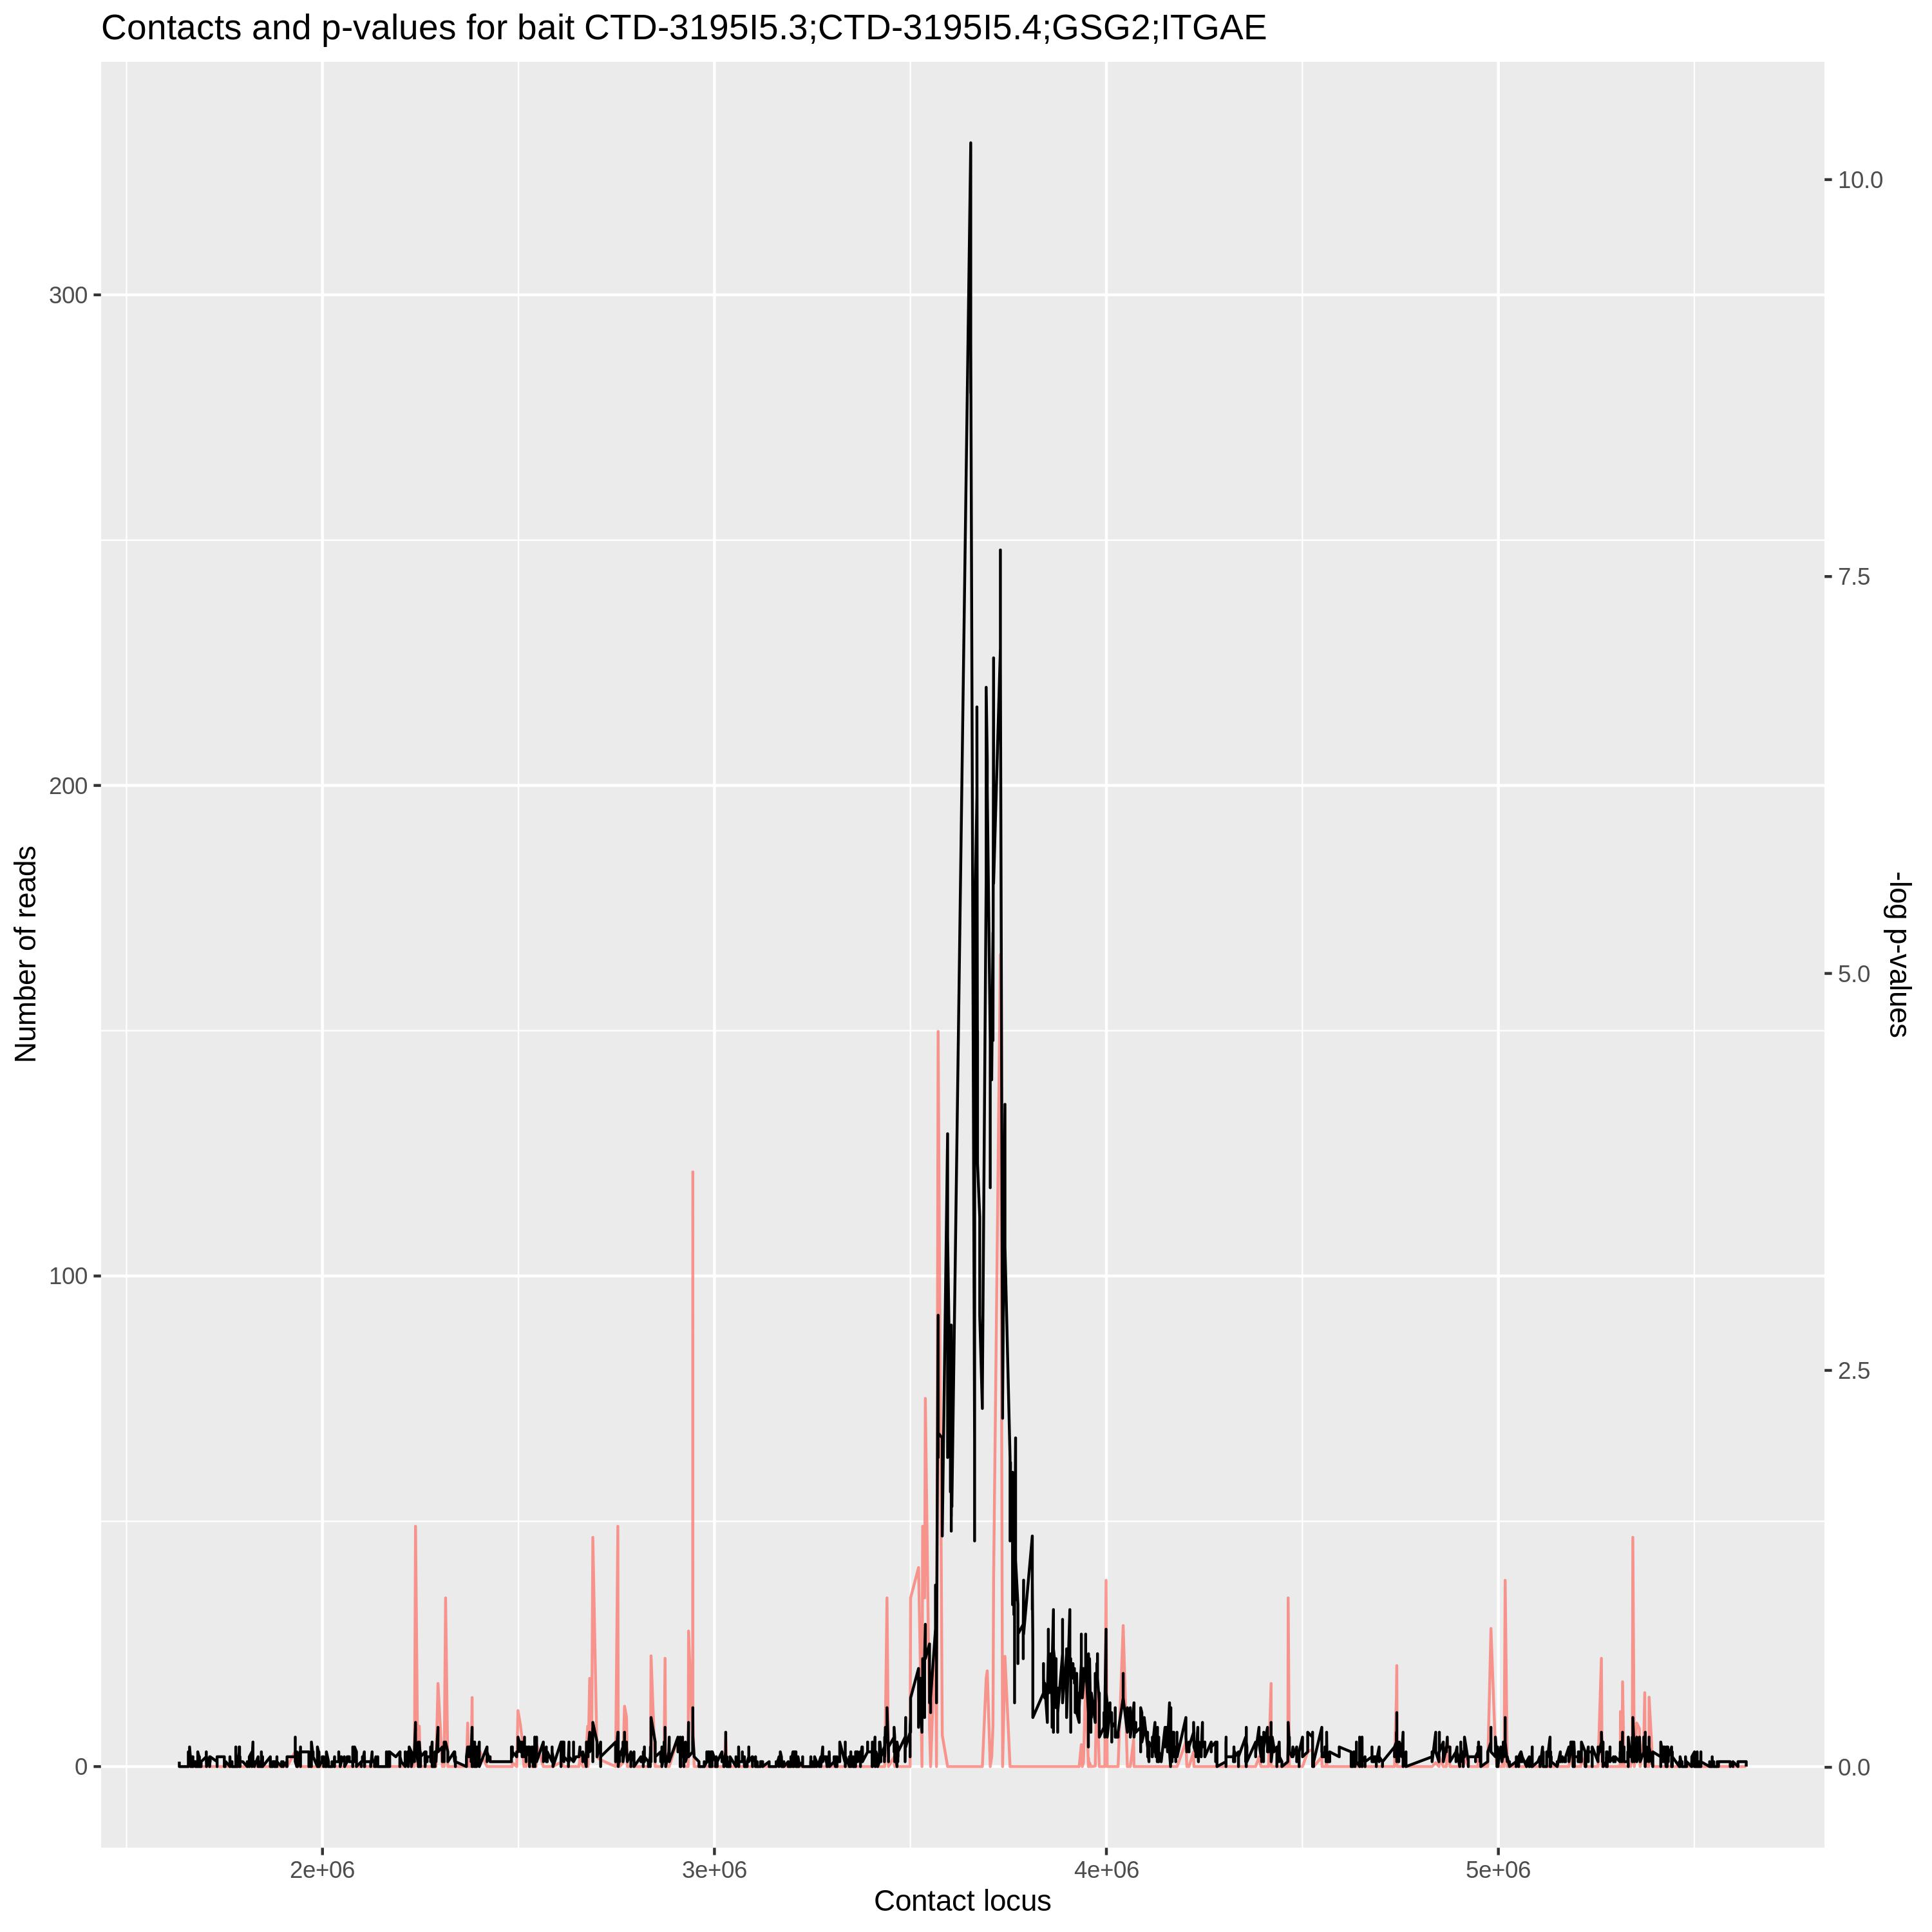 Contacts and p-values for bait CTD-3195I5.3;CTD-3195I5.4;GSG2;ITGAE
300
200
100
0
Number of reads
10.0
7.5
5.0
2.5
0.0
-log p-values
2e+06 3e+06 4e+06 5e+06
Contact locus